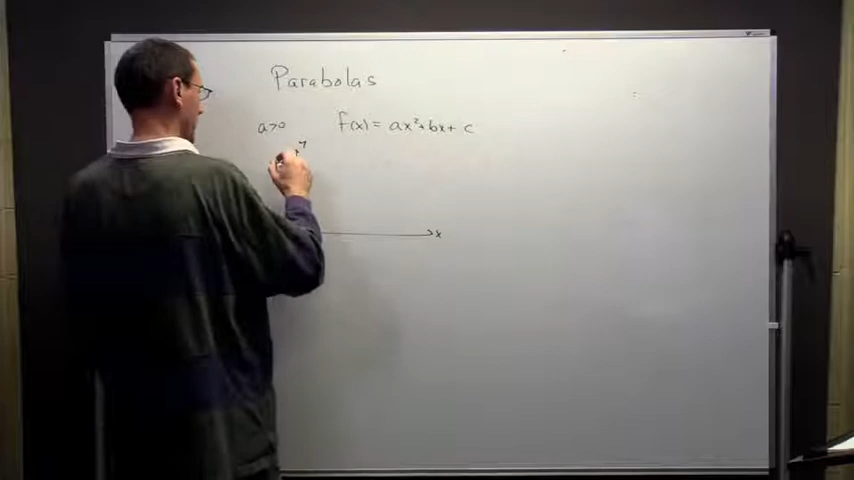 Parabolas
a>0 f(x) = ax²+bx+c
y
x